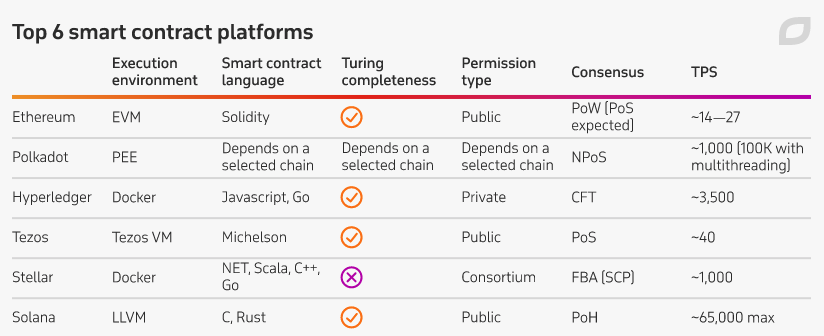 Top 6 smart contract platforms
Execution environment Smart contract language Turing completeness Permission type Consensus TPS
Ethereum EVM Solidity Public PoW (PoS expected) ~14—27
Polkadot PEE Depends on a selected chain Depends on a selected chain Depends on a selected chain NPoS ~1,000 (100K with multithreading)
Hyperledger Docker Javascript, Go Private CFT ~3,500
Tezos Tezos VM Michelson Public PoS ~40
Stellar Docker NET, Scala, C++, Go Consortium FBA (SCP) ~1,000
Solana LLVM C, Rust Public PoH ~65,000 max